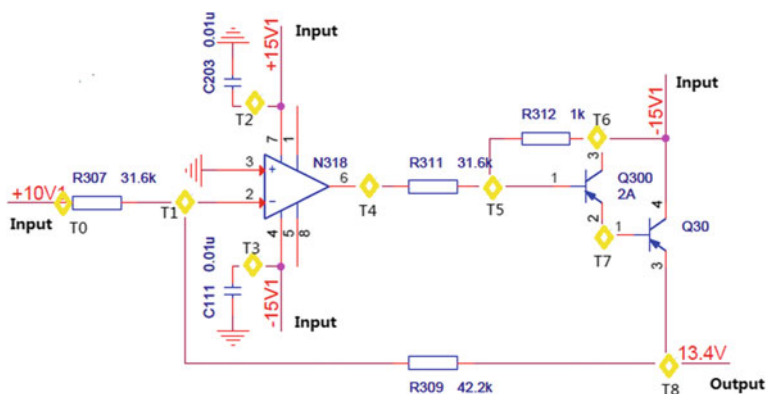 0.01u
C203
+15V1
Input
T2
7
1
R307 31.6k
3
+
N318
+10V1
Input
T0
T1
2
-
6
T4
R311 31.6k
T5
R312 1k
T6
3
1
Q300
2A
2
T7
-15V1
Input
4
1
Q30
3
T3
4
5
8
0.01u
C111
-15V1
Input
R309 42.2k
13.4V
T8
Output